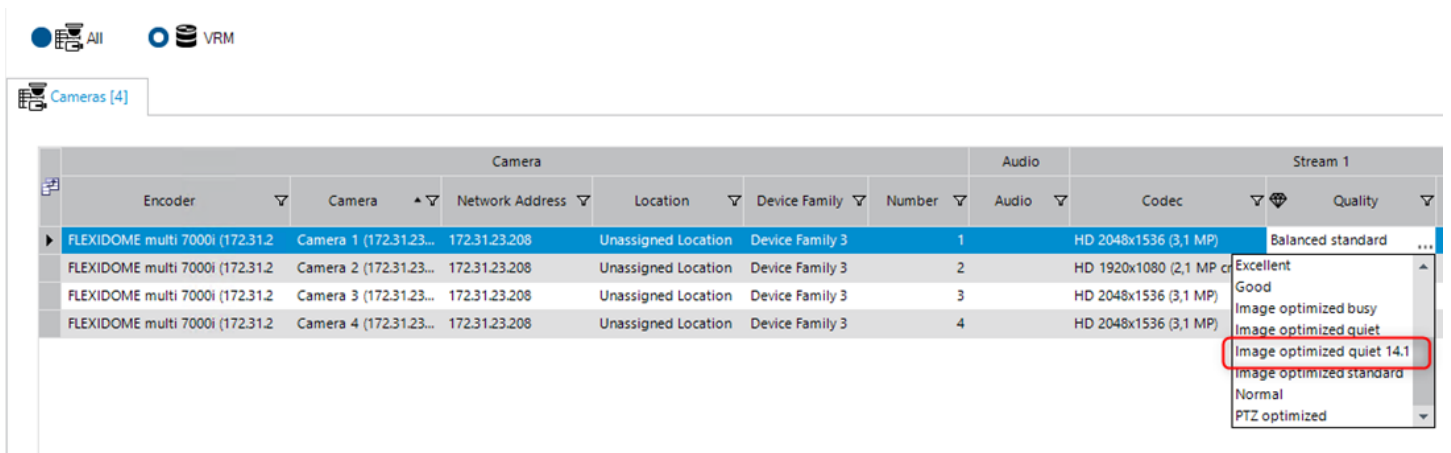 All VRM
Cameras [4]
Camera Audio Stream 1
Encoder Camera Network Address Location Device Family Number Audio Codec Quality
FLEXIDOME multi 7000i (172.31.2 Camera 1 (172.31.23... 172.31.23.208 Unassigned Location Device Family 3 1 HD 2048x1536 (3,1 MP) Balanced standard ...
FLEXIDOME multi 7000i (172.31.2 Camera 2 (172.31.23... 172.31.23.208 Unassigned Location Device Family 3 2 HD 1920x1080 (2,1 MP cr Excellent
Good
FLEXIDOME multi 7000i (172.31.2 Camera 3 (172.31.23... 172.31.23.208 Unassigned Location Device Family 3 3 HD 2048x1536 (3,1 MP) Image optimized busy
FLEXIDOME multi 7000i (172.31.2 Camera 4 (172.31.23... 172.31.23.208 Unassigned Location Device Family 3 4 HD 2048x1536 (3,1 MP) Image optimized quiet
Image optimized quiet 14.1
Image optimized standard
Normal
PTZ optimized